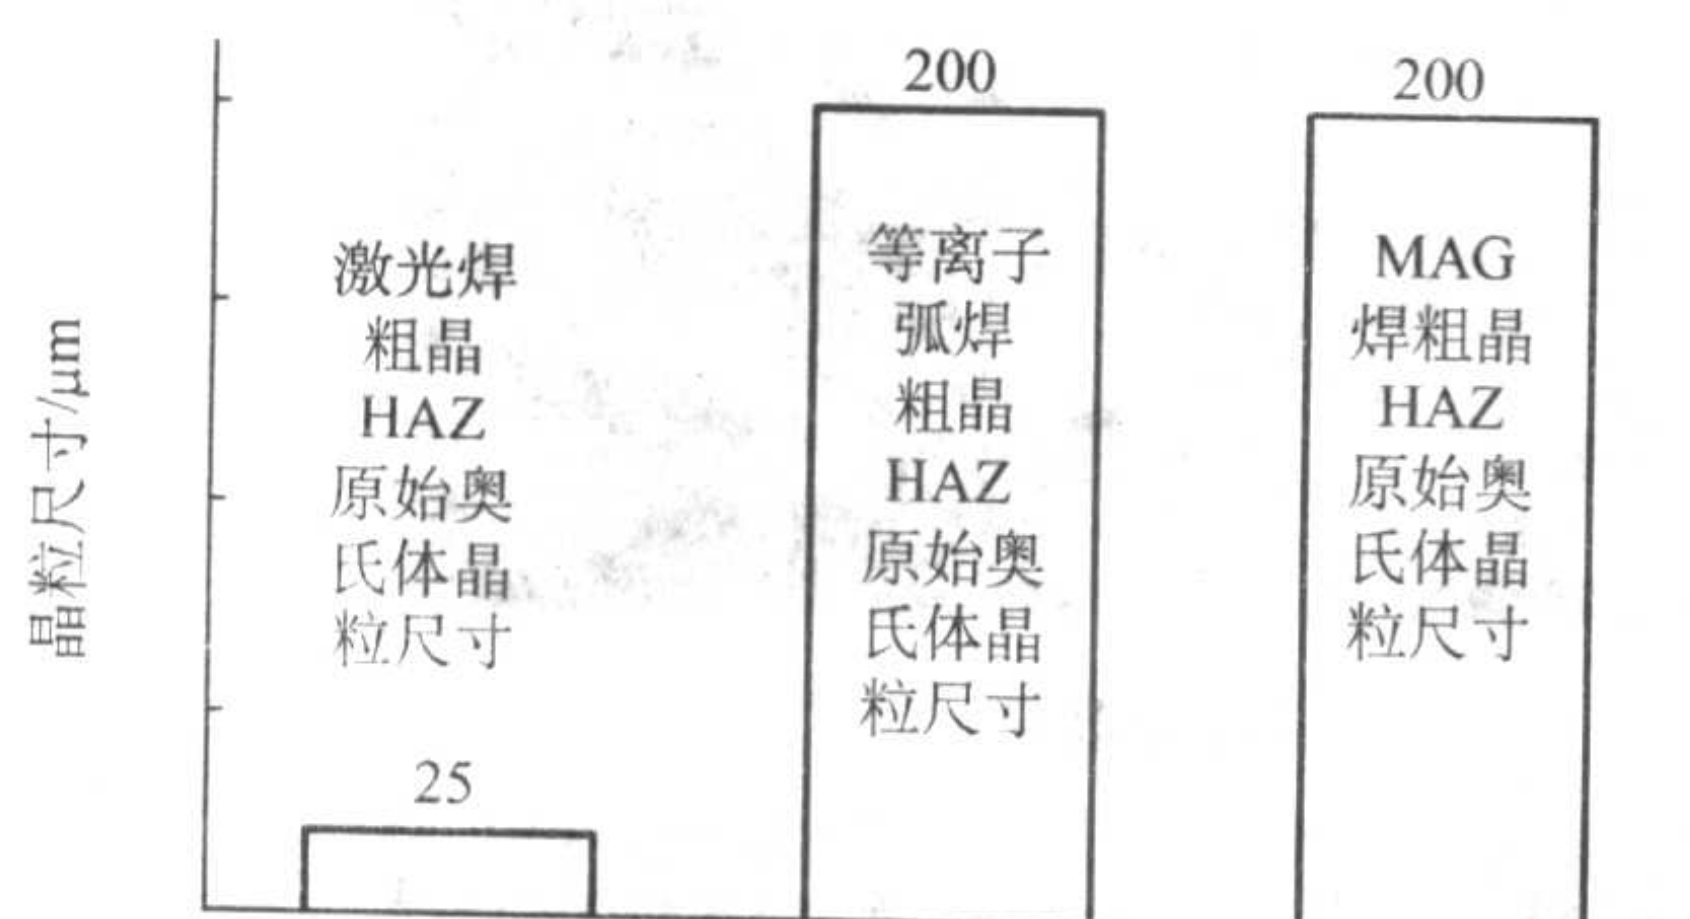 晶粒尺寸/μm
25
激光焊
粗晶
HAZ
原始奥
氏体晶
粒尺寸
200
等离子
弧焊
粗晶
HAZ
原始奥
氏体晶
粒尺寸
200
MAG
焊粗晶
HAZ
原始奥
氏体晶
粒尺寸